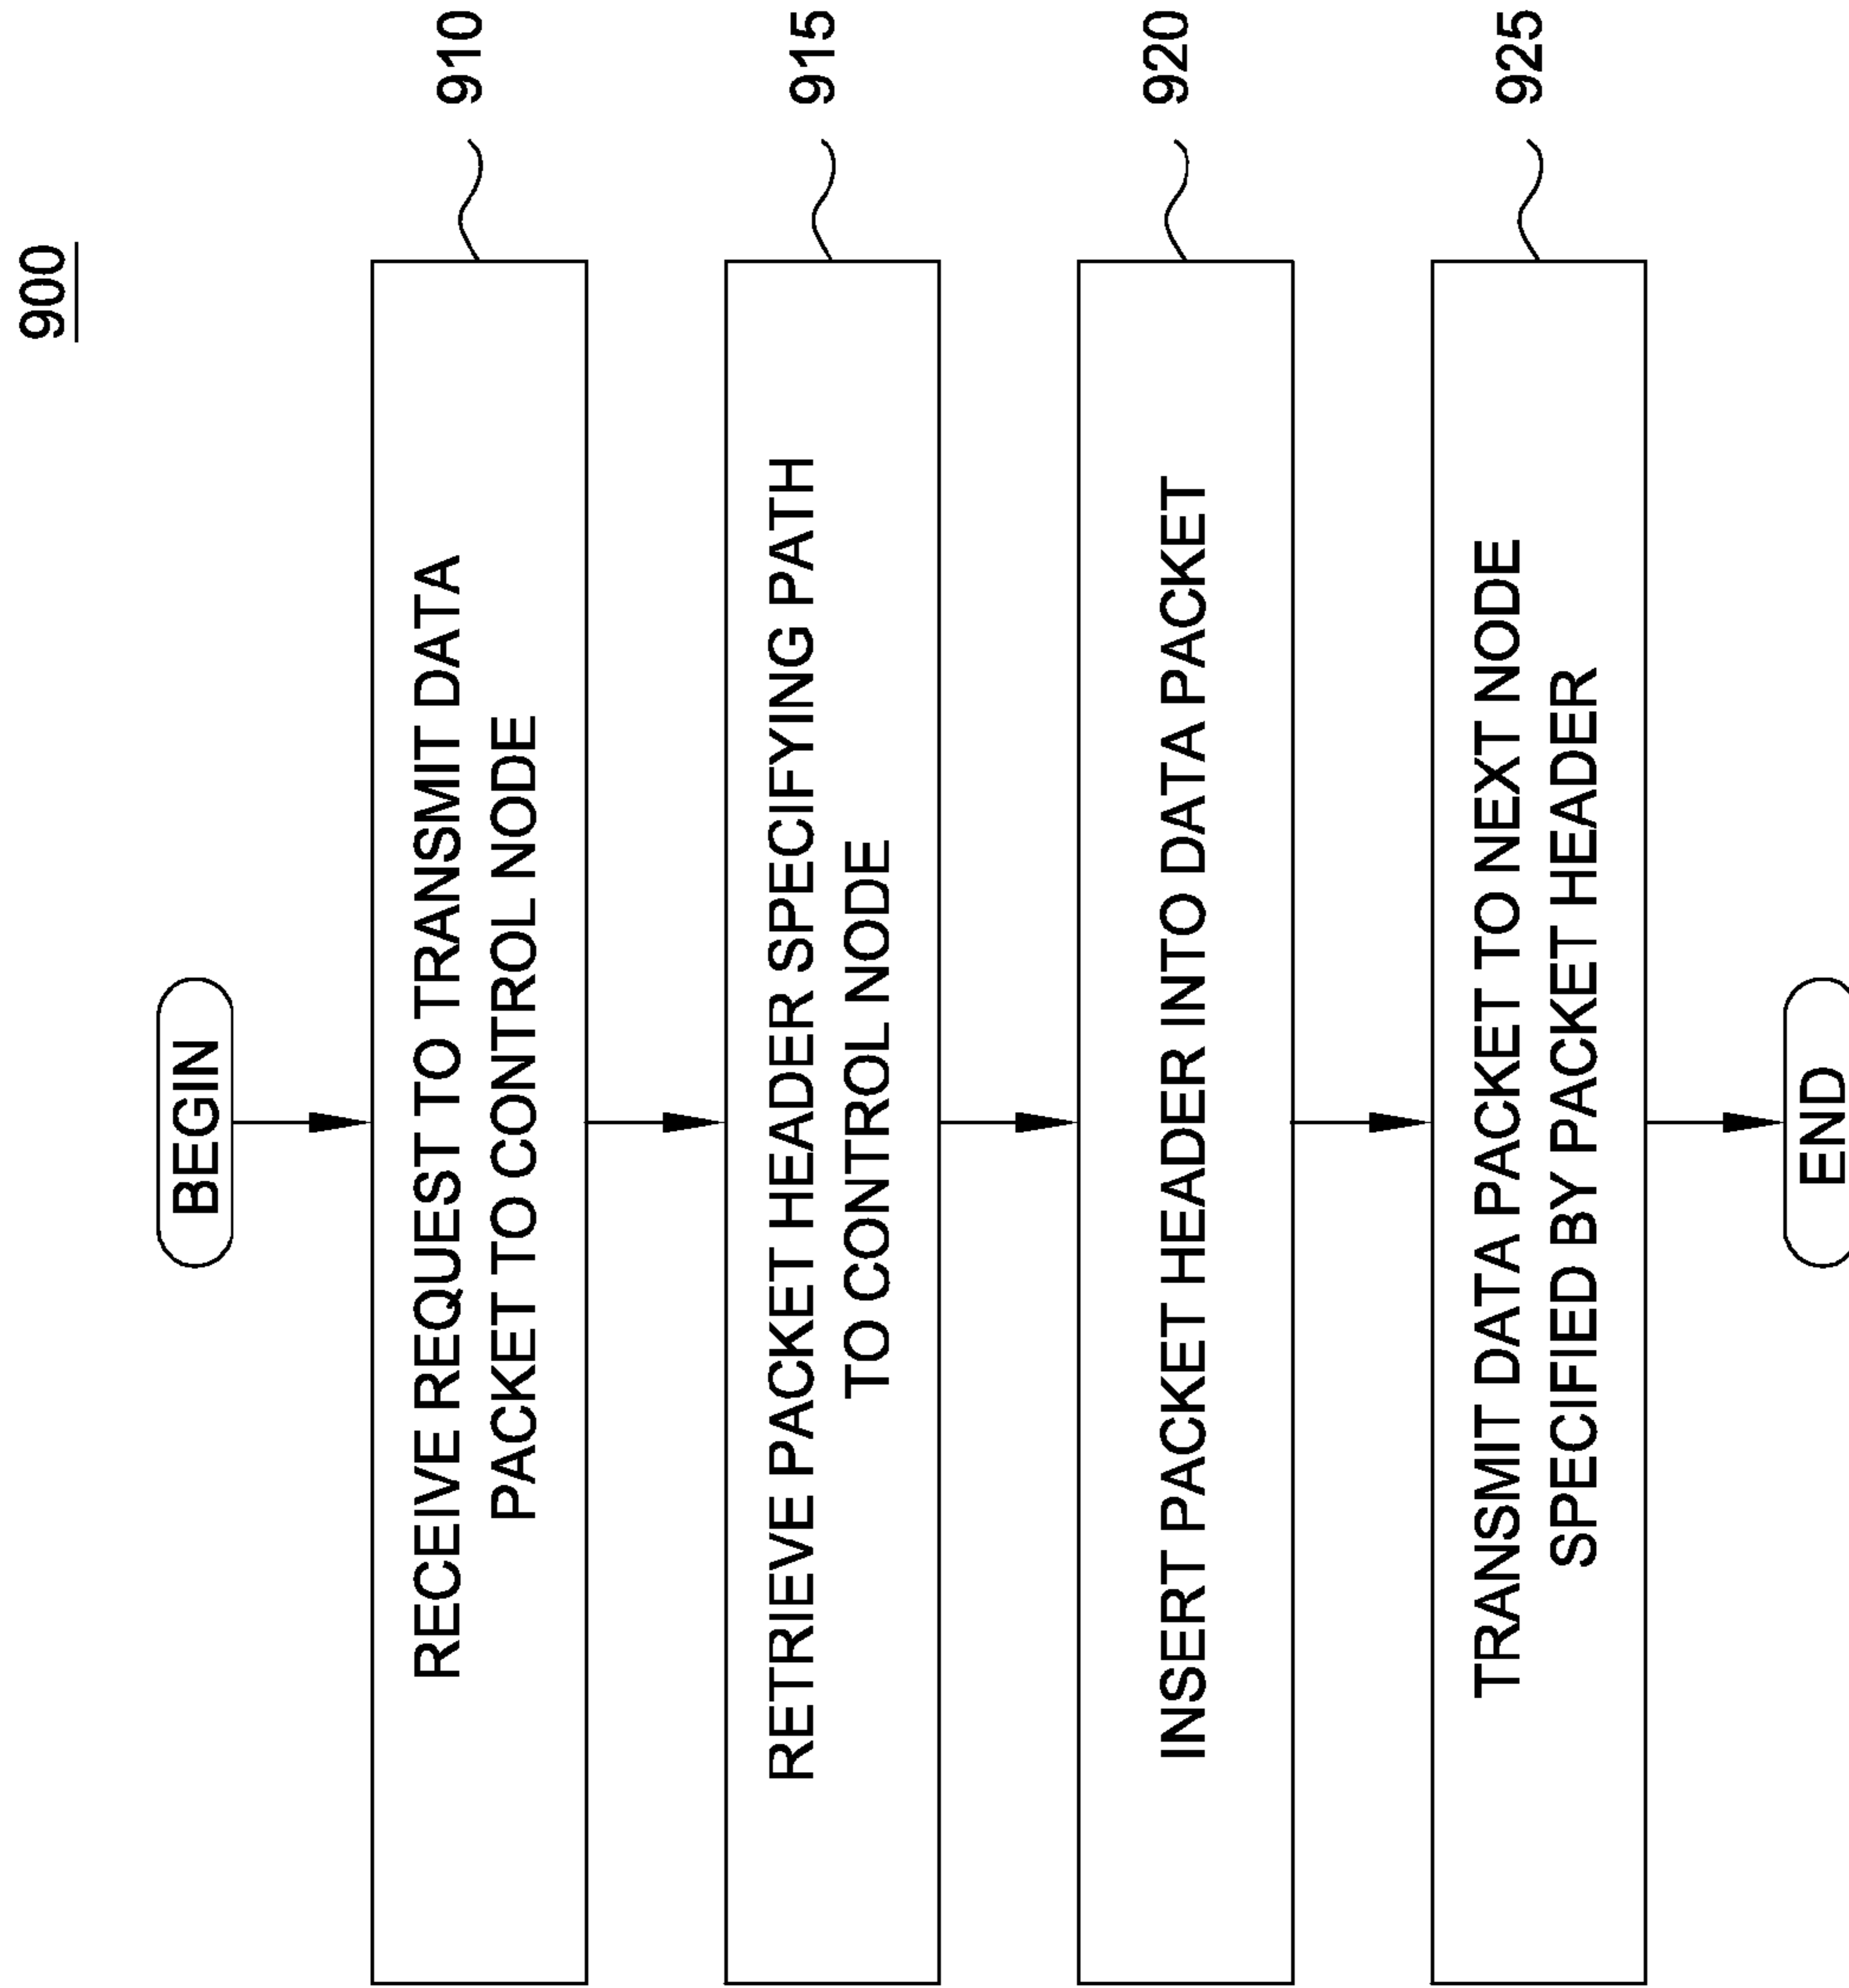 900
BEGIN
RECEIVE REQUEST TO TRANSMIT DATA
PACKET TO CONTROL NODE
910
RETRIEVE PACKET HEADER SPECIFYING PATH
TO CONTROL NODE
915
INSERT PACKET HEADER INTO DATA PACKET
920
TRANSMIT DATA PACKET TO NEXT NODE
SPECIFIED BY PACKET HEADER
925
END